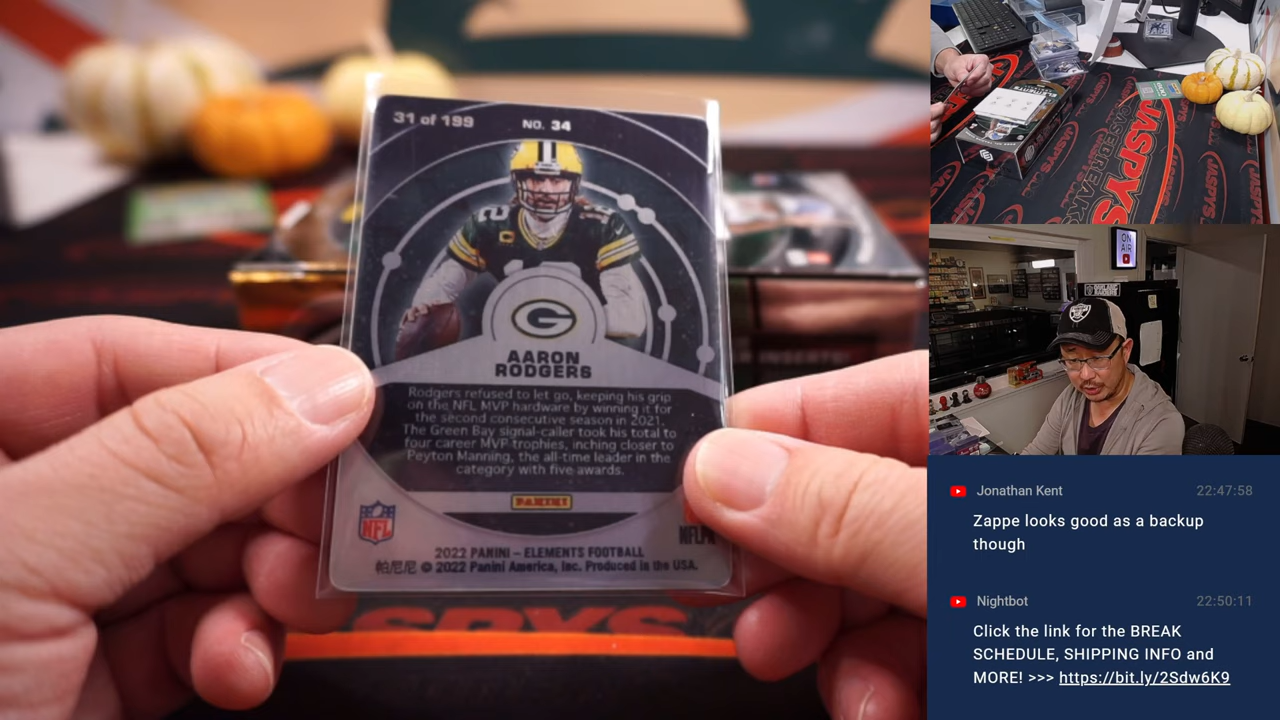 31 of 199
NO. 34
AARON
RODGERS
Rodgers refused to let go, keeping his grip
on the NFL MVP hardware by winning it for
the second consecutive season in 2021.
The Green Bay signal-caller took his total to
four career MVP trophies, inching closer to
Peyton Manning, the all-time leader in the
category with five awards.
PANINI
NFL
2022 PANINI – ELEMENTS FOOTBALL
帕尼尼 © 2022 Panini America, Inc. Produced in the USA.
JASPYS
ON
AIR
Jonathan Kent
22:47:58
Zappe looks good as a backup
though
Nightbot
22:50:11
Click the link for the BREAK
SCHEDULE, SHIPPING INFO and
MORE! >>> https://bit.ly/2Sdw6K9